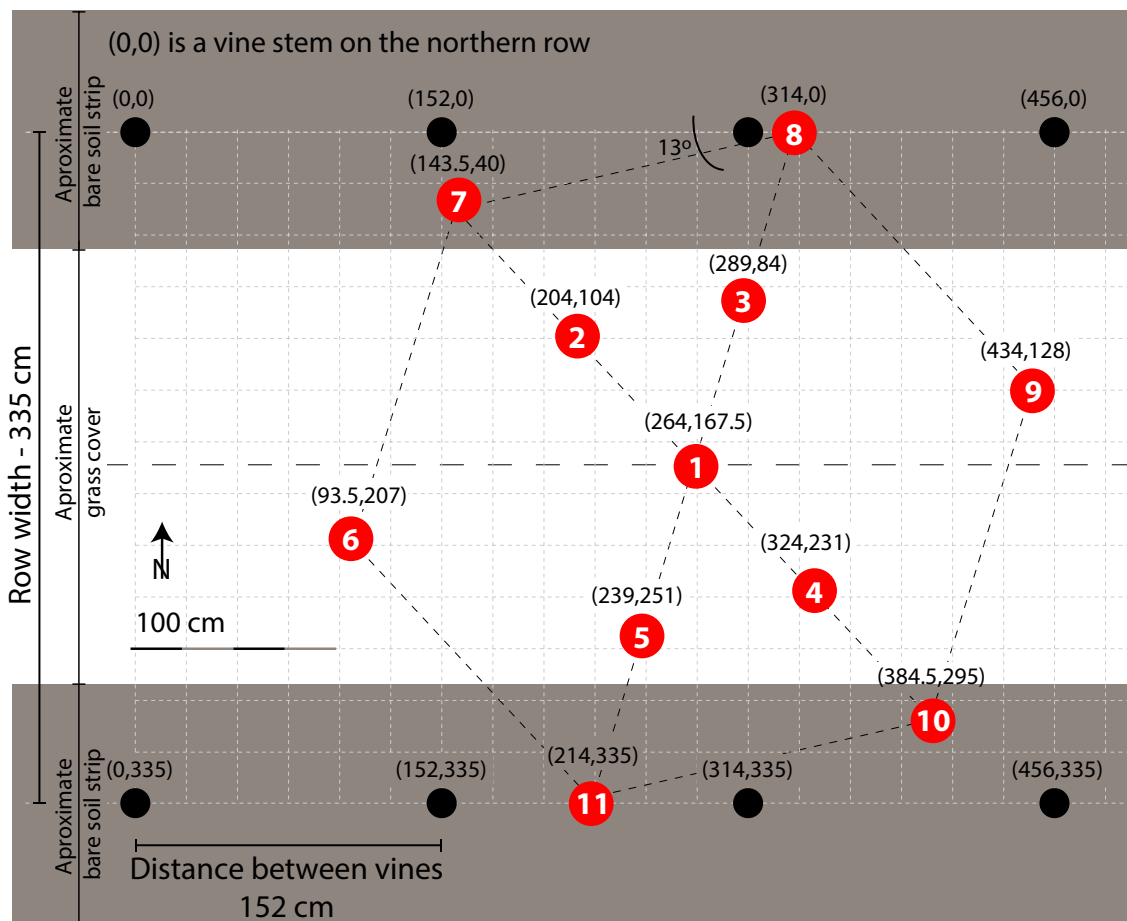 (0,0) is a vine stem on the northern row
Aproximate
bare soil strip
(0,0)
(152,0)
(314,0)
(456,0)
8
13º
(143.5,40)
7
Row width - 335 cm
Aproximate
grass cover
(289,84)
3
(204,104)
2
(434,128)
9
(264,167.5)
1
(93.5,207)
6
N
(324,231)
4
(239,251)
5
100 cm
(384.5,295)
10
Aproximate
bare soil strip
(0,335)
(152,335)
(214,335)
(314,335)
(456,335)
11
Distance between vines
152 cm